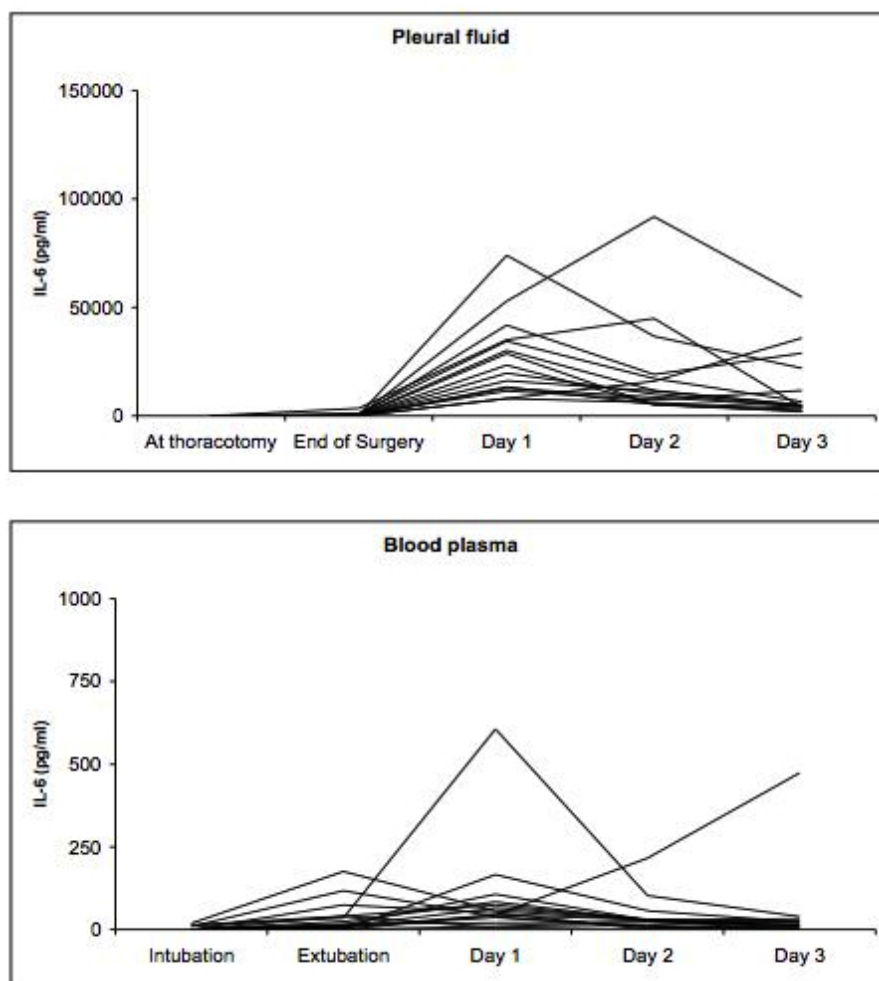 Pleural fluid
150000
100000
50000
0
IL-6 (pg/ml)
At thoracotomy End of Surgery Day 1 Day 2 Day 3
Blood plasma
1000
750
500
250
0
IL-6 (pg/ml)
Intubation Extubation Day 1 Day 2 Day 3